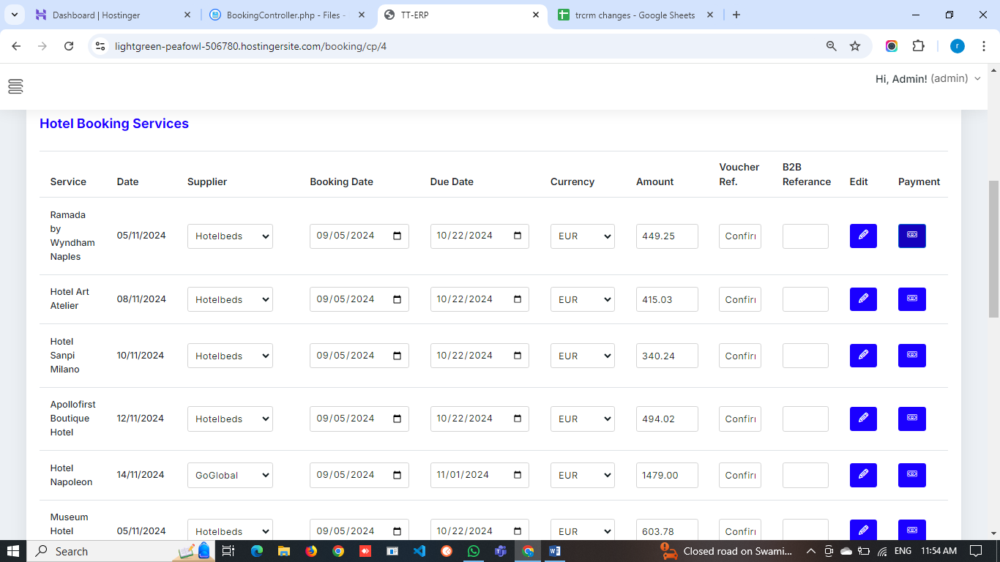 Dashboard | Hostinger
BookingController.php - Files -
TT-ERP
trcrm changes - Google Sheets
lightgreen-peafowl-506780.hostingersite.com/booking/cp/4
r
Hi, Admin! (admin)
Hotel Booking Services
Service Date Supplier Booking Date Due Date Currency Amount Voucher Ref. B2B Referance Edit Payment
Ramada by Wyndham Naples 05/11/2024 Hotelbeds 09/05/2024 10/22/2024 EUR 449.25 Confir
Hotel Art Atelier 08/11/2024 Hotelbeds 09/05/2024 10/22/2024 EUR 415.03 Confir
Hotel Sanpi Milano 10/11/2024 Hotelbeds 09/05/2024 10/22/2024 EUR 340.24 Confir
Apollofirst Boutique Hotel 12/11/2024 Hotelbeds 09/05/2024 10/22/2024 EUR 494.02 Confir
Hotel Napoleon 14/11/2024 GoGlobal 09/05/2024 11/01/2024 EUR 1479.00 Confir
Museum Hotel 05/11/2024 Hotelbeds 09/05/2024 10/22/2024 EUR 603.78 Confir
Search
Closed road on Swami...
ENG
11:54 AM